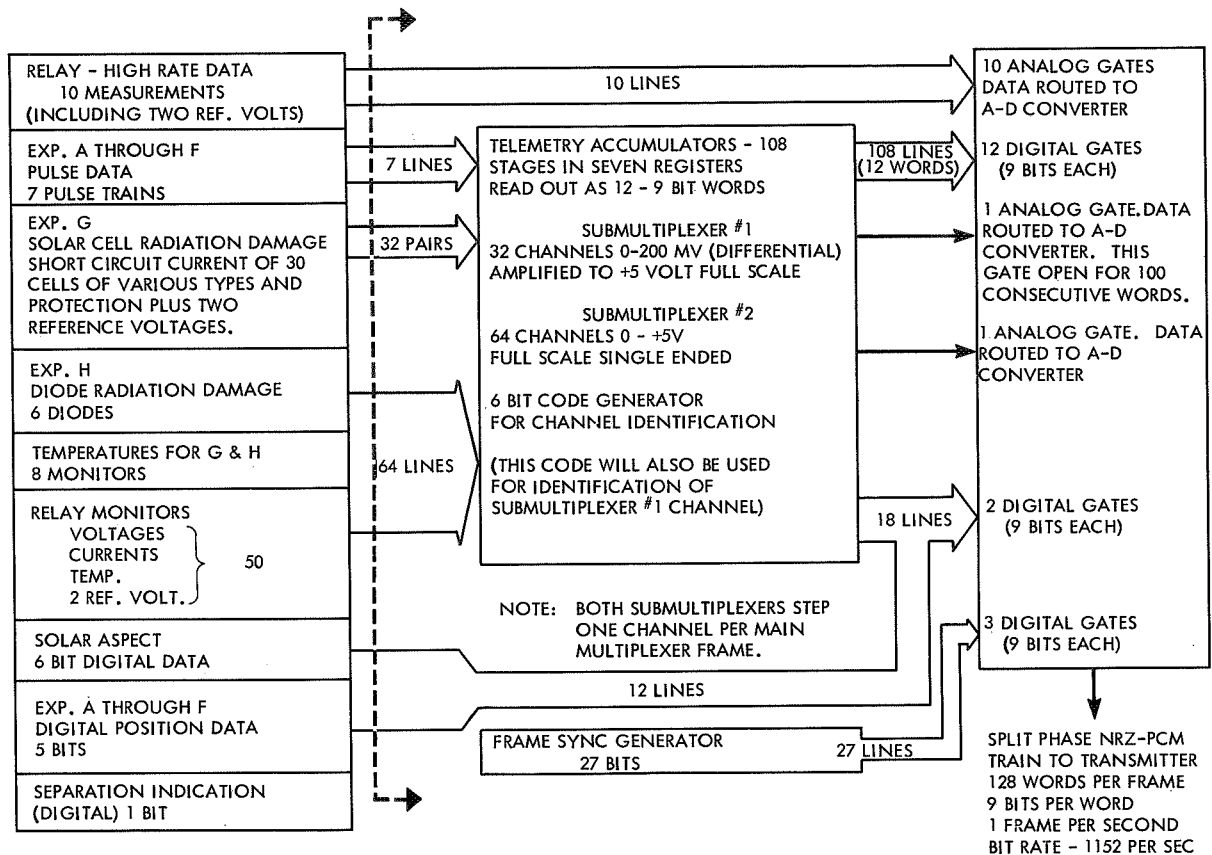 RELAY - HIGH RATE DATA
10 MEASUREMENTS
(INCLUDING TWO REF. VOLTS)
EXP. A THROUGH F
PULSE DATA
7 PULSE TRAINS
EXP. G
SOLAR CELL RADIATION DAMAGE
SHORT CIRCUIT CURRENT OF 30
CELLS OF VARIOUS TYPES AND
PROTECTION PLUS TWO
REFERENCE VOLTAGES.
EXP. H
DIODE RADIATION DAMAGE
6 DIODES
TEMPERATURES FOR G & H
8 MONITORS
RELAY MONITORS
VOLTAGES
CURRENTS
TEMP.
2 REF. VOLT.
50
SOLAR ASPECT
6 BIT DIGITAL DATA
EXP. A THROUGH F
DIGITAL POSITION DATA
5 BITS
SEPARATION INDICATION
(DIGITAL) 1 BIT
10 LINES
7 LINES
32 PAIRS
64 LINES
TELEMETRY ACCUMULATORS - 108
STAGES IN SEVEN REGISTERS
READ OUT AS 12 - 9 BIT WORDS
SUBMULTIPLEXER #1
32 CHANNELS 0-200 MV (DIFFERENTIAL)
AMPLIFIED TO +5 VOLT FULL SCALE
SUBMULTIPLEXER #2
64 CHANNELS 0 - +5V
FULL SCALE SINGLE ENDED
6 BIT CODE GENERATOR
FOR CHANNEL IDENTIFICATION
(THIS CODE WILL ALSO BE USED
FOR IDENTIFICATION OF
SUBMULTIPLEXER #1 CHANNEL)
NOTE: BOTH SUBMULTIPLEXERS STEP
ONE CHANNEL PER MAIN
MULTIPLEXER FRAME.
12 LINES
FRAME SYNC GENERATOR
27 BITS
27 LINES
108 LINES
(12 WORDS)
18 LINES
10 ANALOG GATES
DATA ROUTED TO
A-D CONVERTER
12 DIGITAL GATES
(9 BITS EACH)
1 ANALOG GATE.DATA
ROUTED TO A-D
CONVERTER. THIS
GATE OPEN FOR 100
CONSECUTIVE WORDS.
1 ANALOG GATE. DATA
ROUTED TO A-D
CONVERTER
2 DIGITAL GATES
(9 BITS EACH)
3 DIGITAL GATES
(9 BITS EACH)
SPLIT PHASE NRZ-PCM
TRAIN TO TRANSMITTER
128 WORDS PER FRAME
9 BITS PER WORD
1 FRAME PER SECOND
BIT RATE - 1152 PER SEC